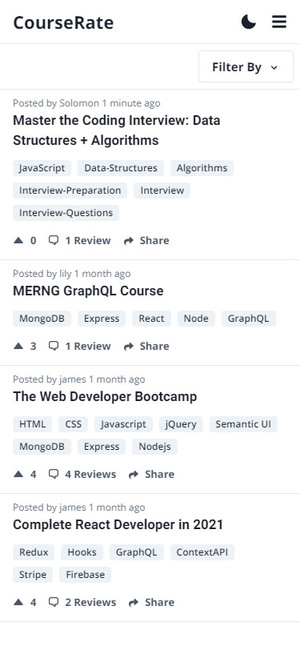 CourseRate
Filter By
Posted by Solomon 1 minute ago
Master the Coding Interview: Data
Structures + Algorithms
JavaScript Data-Structures Algorithms
Interview-Preparation Interview
Interview-Questions
0 1 Review Share
Posted by lily 1 month ago
MERNG GraphQL Course
MongoDB Express React Node GraphQL
3 1 Review Share
Posted by james 1 month ago
The Web Developer Bootcamp
HTML CSS Javascript jQuery Semantic UI
MongoDB Express Nodejs
4 4 Reviews Share
Posted by james 1 month ago
Complete React Developer in 2021
Redux Hooks GraphQL ContextAPI
Stripe Firebase
4 2 Reviews Share